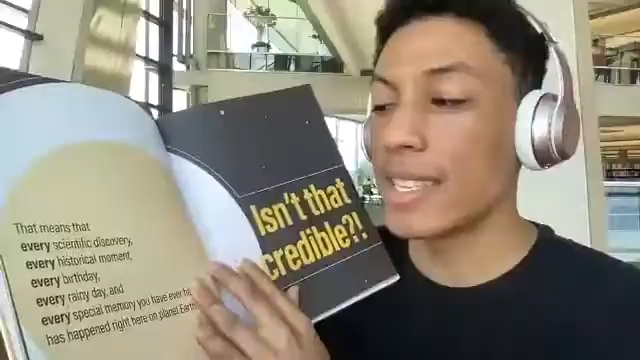 That means that
every scientific discovery,
every historical moment,
every birthday,
every rainy day, and
every special memory you have ever
has happened right here on planet Earth
Isn't that
credible?!